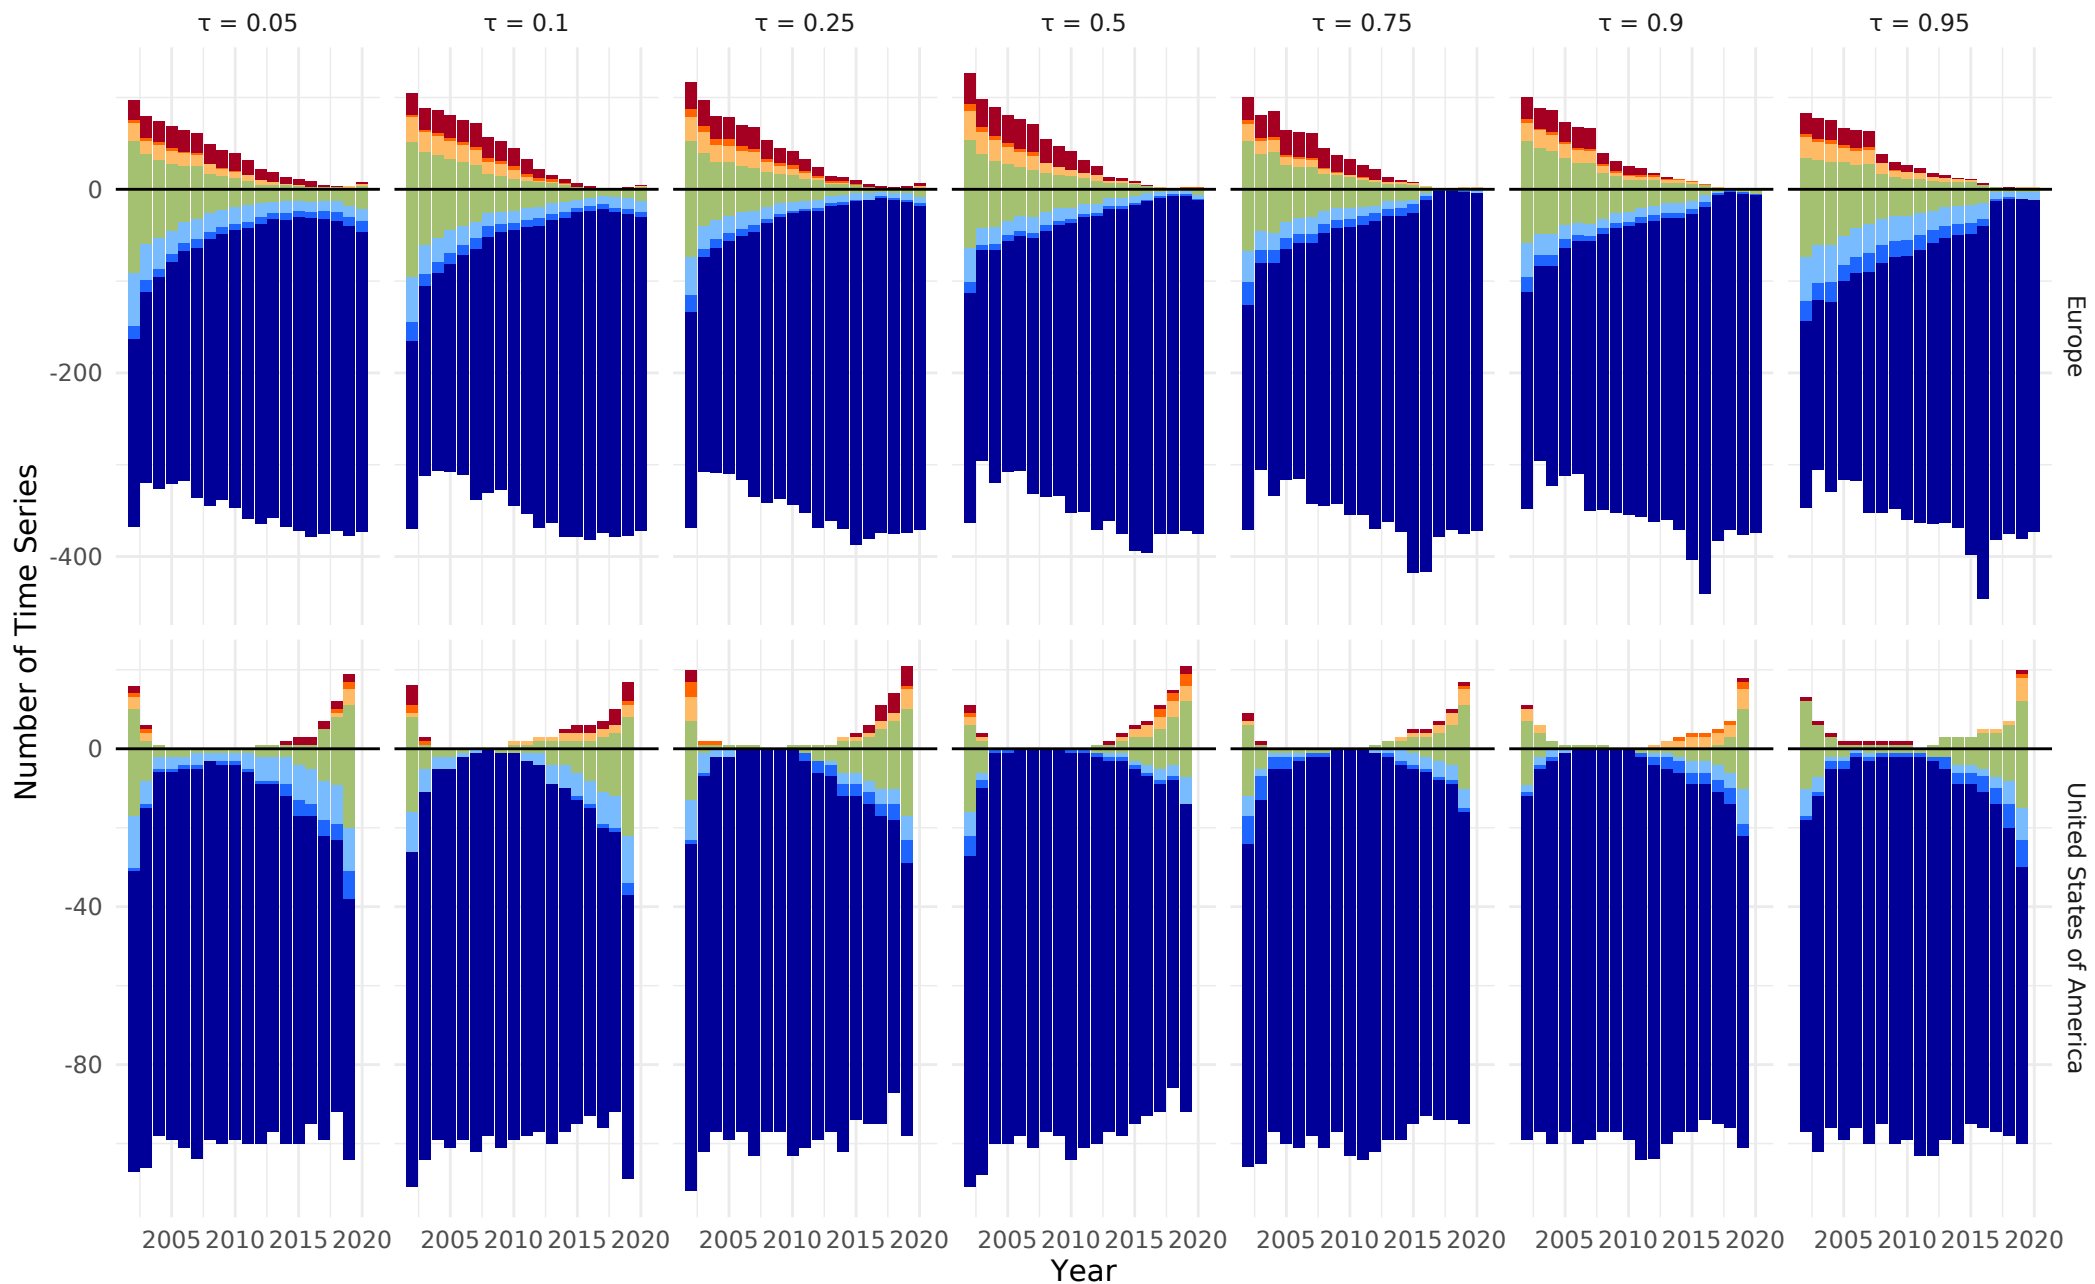 τ = 0.05 τ = 0.1 τ = 0.25 τ = 0.5 τ = 0.75 τ = 0.9 τ = 0.95
0
-200
-400
Europe
Number of Time Series
0
-40
-80
United States of America
2005 2010 2015 2020 2005 2010 2015 2020 2005 2010 2015 2020 2005 2010 2015 2020 2005 2010 2015 2020 2005 2010 2015 2020 2005 2010 2015 2020
Year